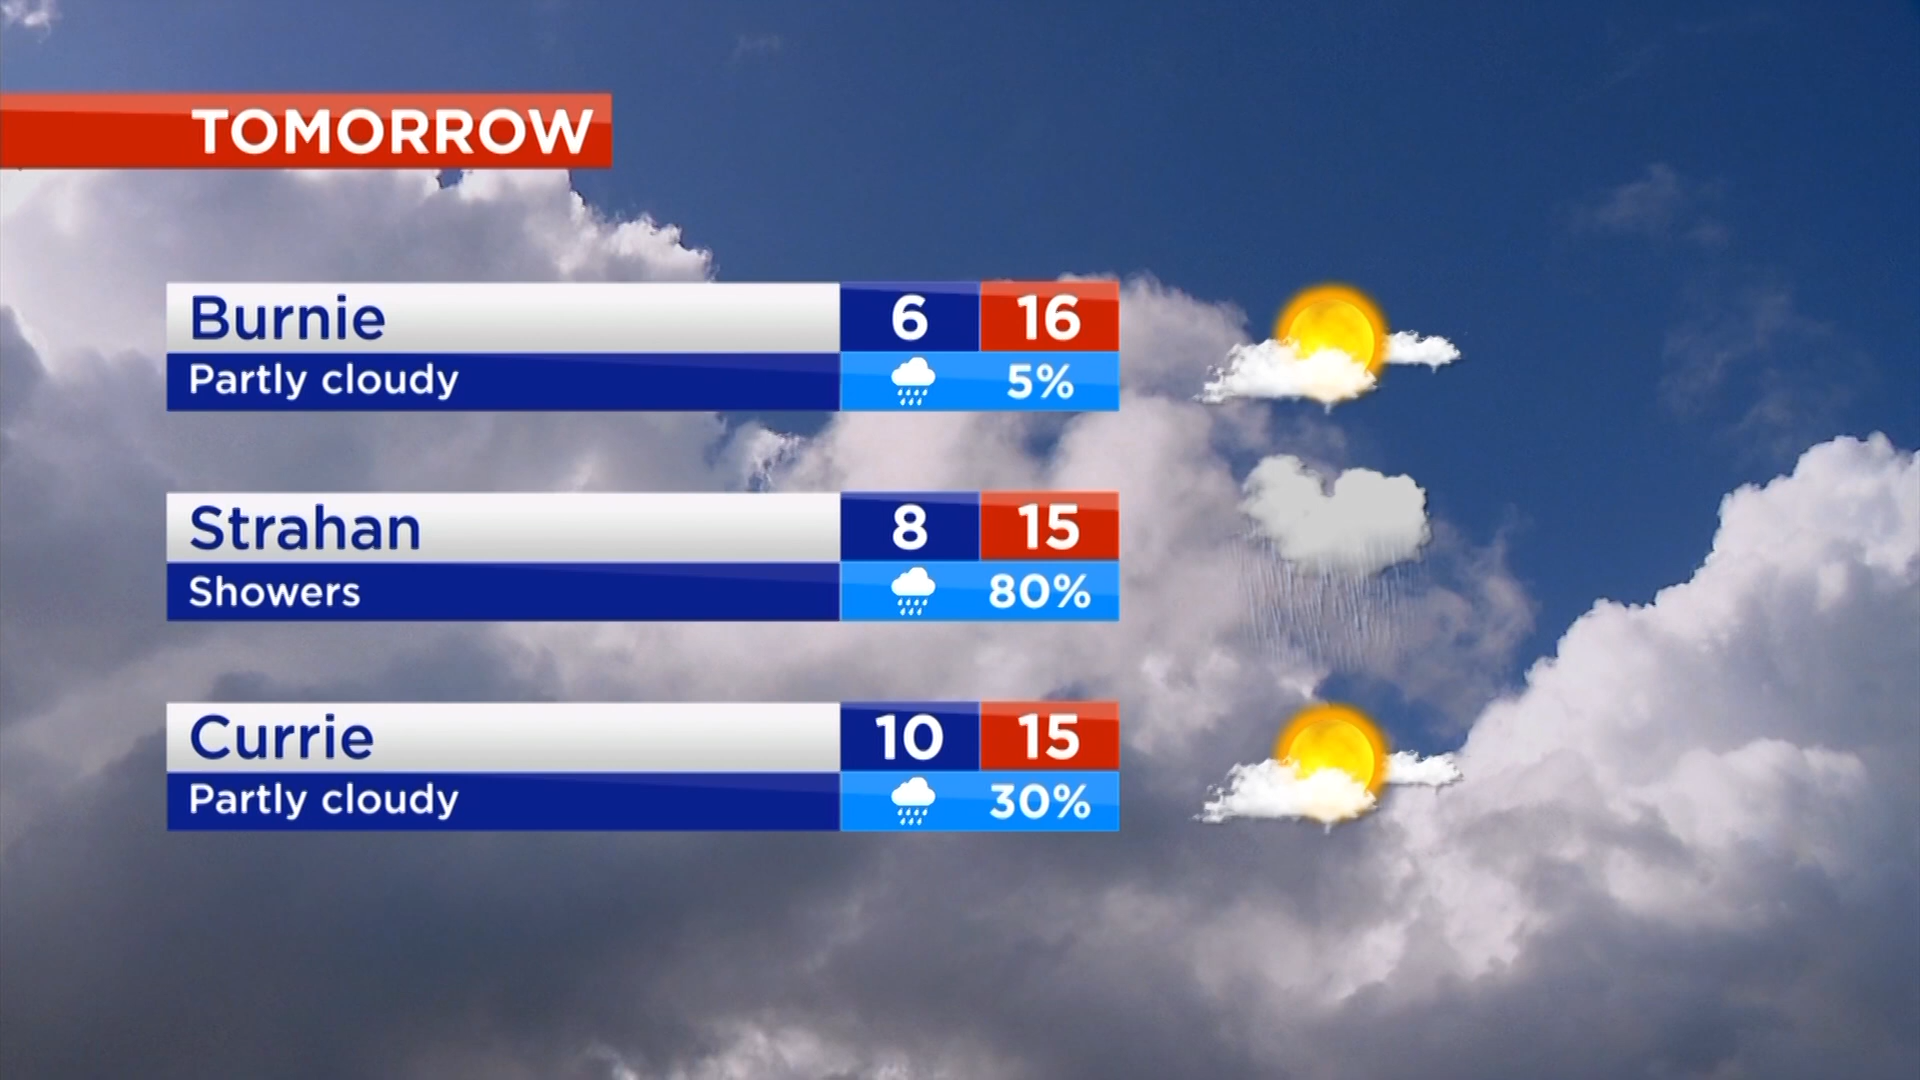 TOMORROW
Burnie 6 16
Partly cloudy 5%
Strahan 8 15
Showers 80%
Currie 10 15
Partly cloudy 30%